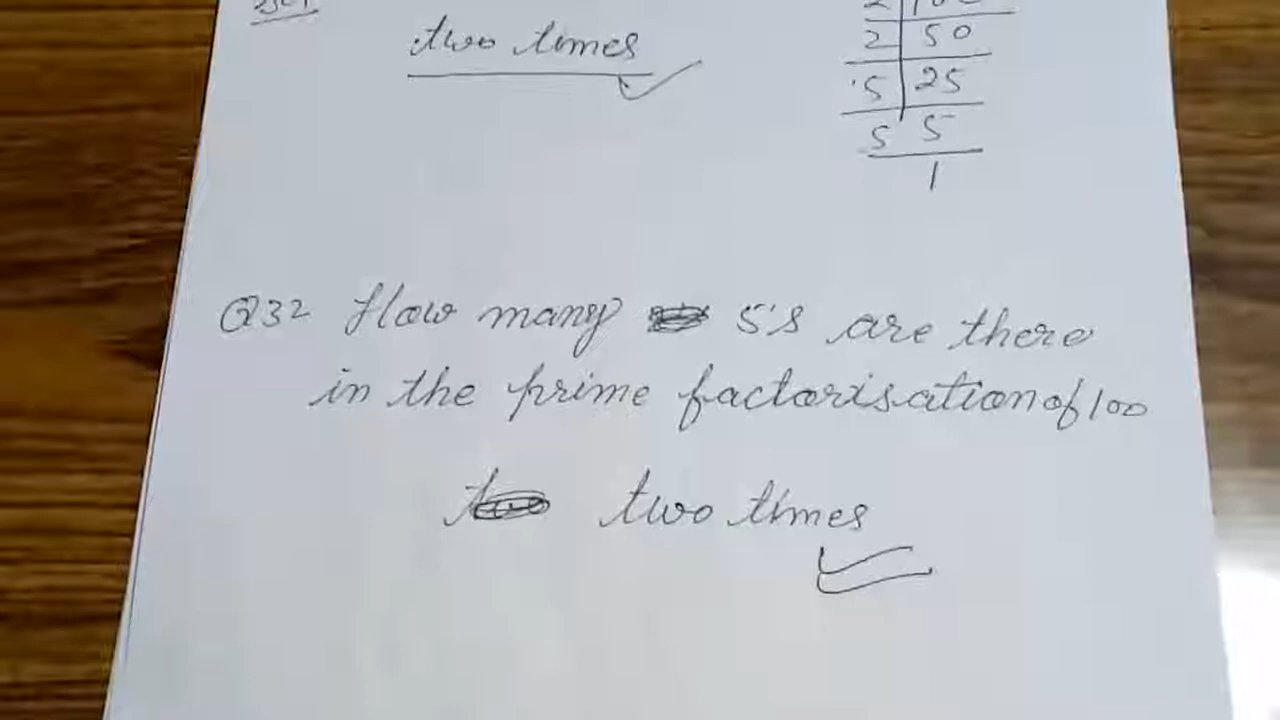 two times
2 50
5 25
5 5
1
Q32 How many 5's are there
in the prime factorisation of 100
two times